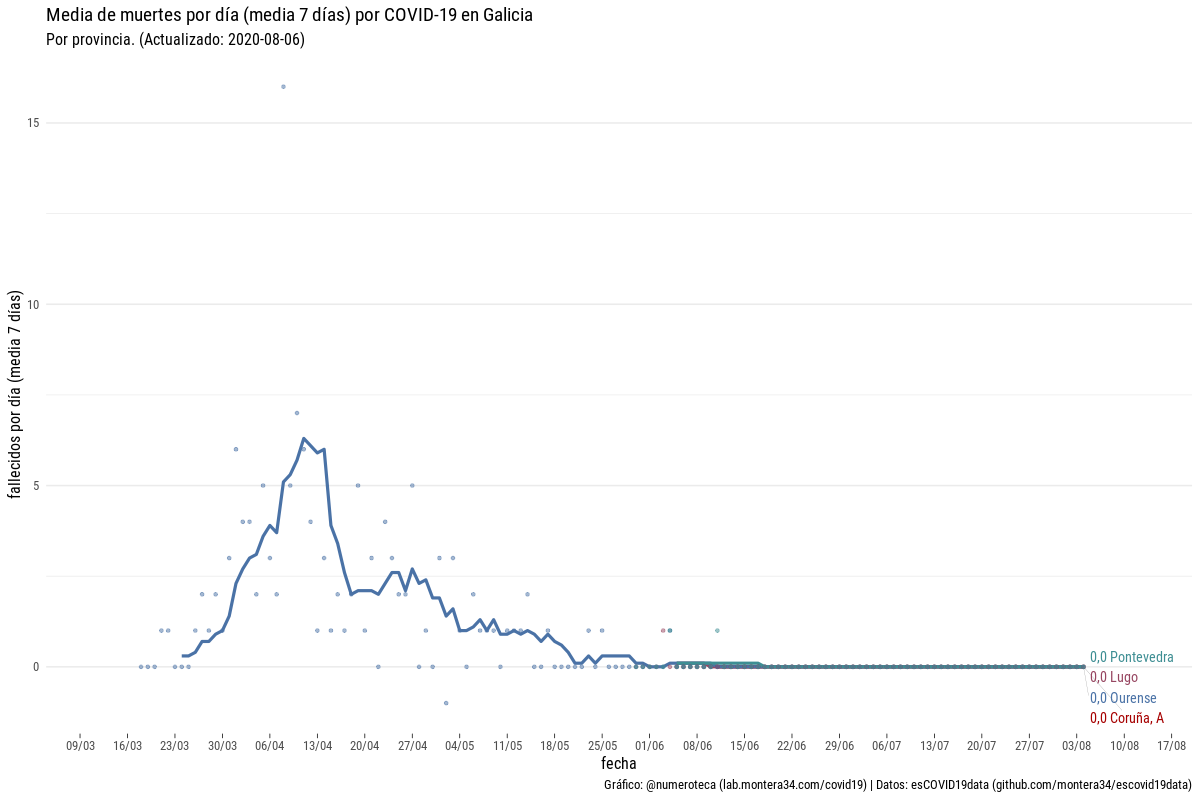 Media de muertes por día (media 7 días) por COVID-19 en Galicia
Por provincia. (Actualizado: 2020-08-06)
fallecidos por día (media 7 días)
15
10
5
0
0,0 Pontevedra
0,0 Lugo
0,0 Ourense
0,0 Coruña, A
09/03 16/03 23/03 30/03 06/04 13/04 20/04 27/04 04/05 11/05 18/05 25/05 01/06 08/06 15/06 22/06 29/06 06/07 13/07 20/07 27/07 03/08 10/08 17/08
fecha
Gráfico: @numeroteca (lab.montera34.com/covid19) | Datos: esCOVID19data (github.com/montera34/escovid19data)